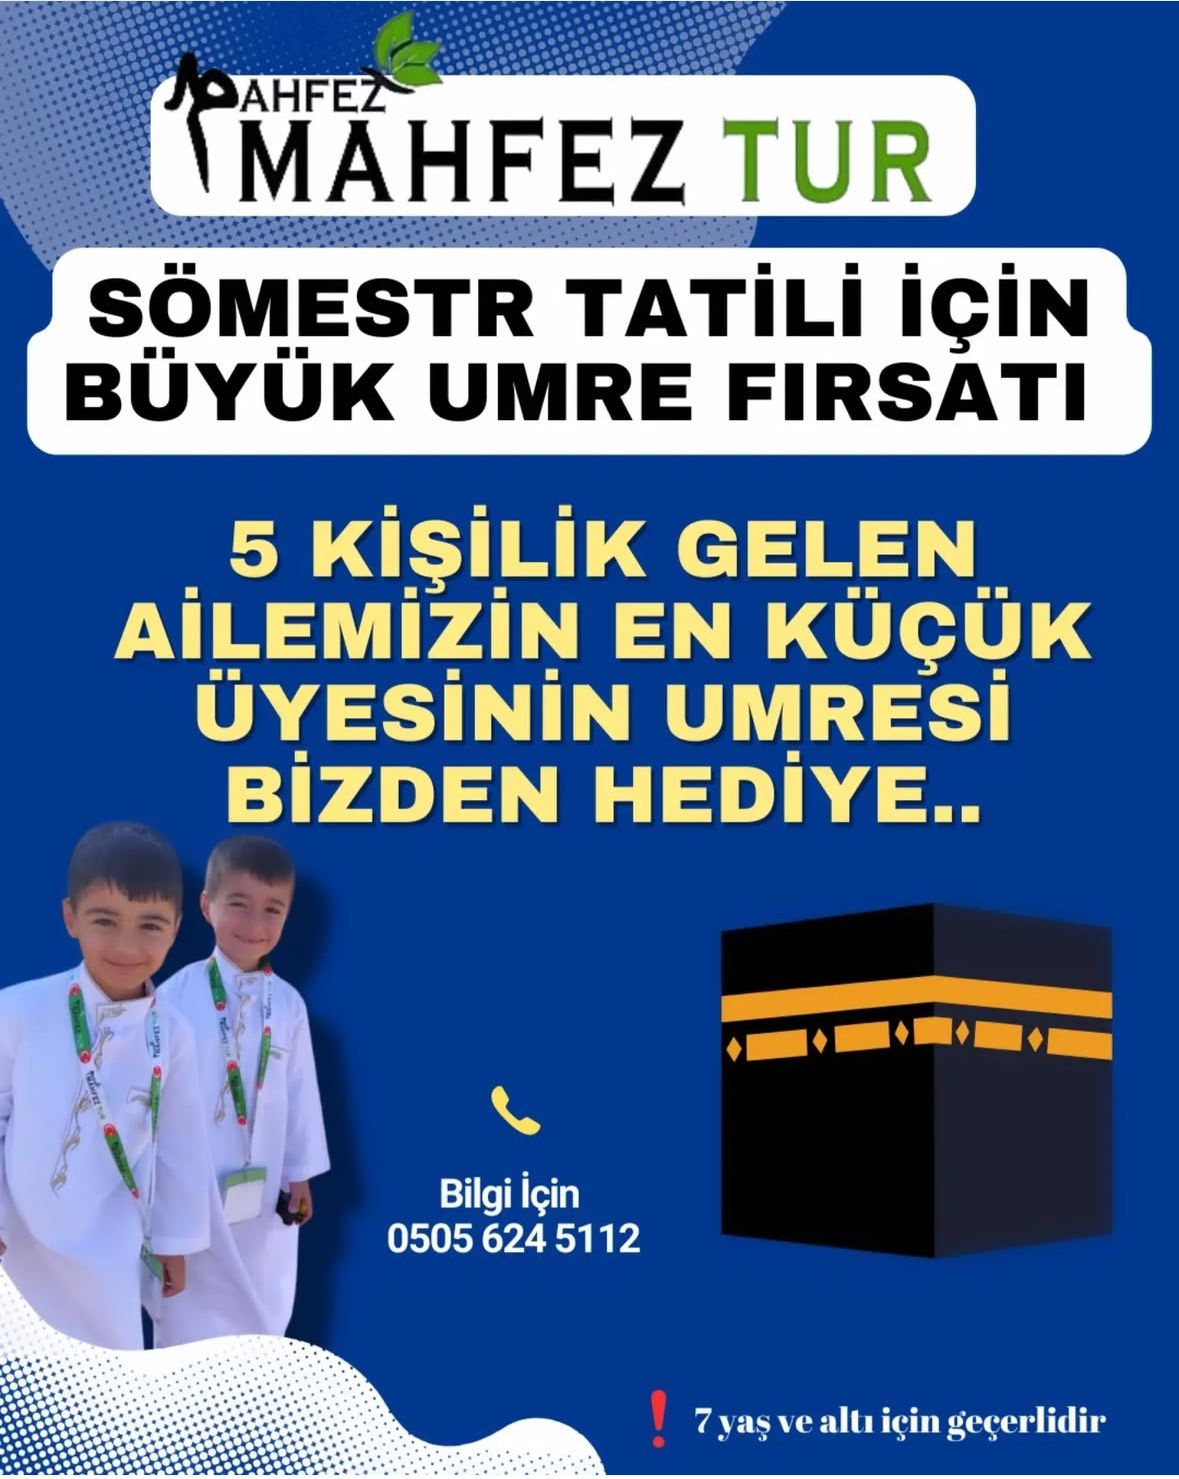 AHFEZ
MAHFEZ TUR
SÖMESTR TATİLİ İÇİN
BÜYÜK UMRE FIRSATI
5 KİŞİLİK GELEN
AİLEMİZİN EN KÜÇÜK
ÜYESİNİN UMRESİ
BİZDEN HEDİYE..
Bilgi İçin
0505 624 5112
❗ 7 yaş ve altı için geçerlidir